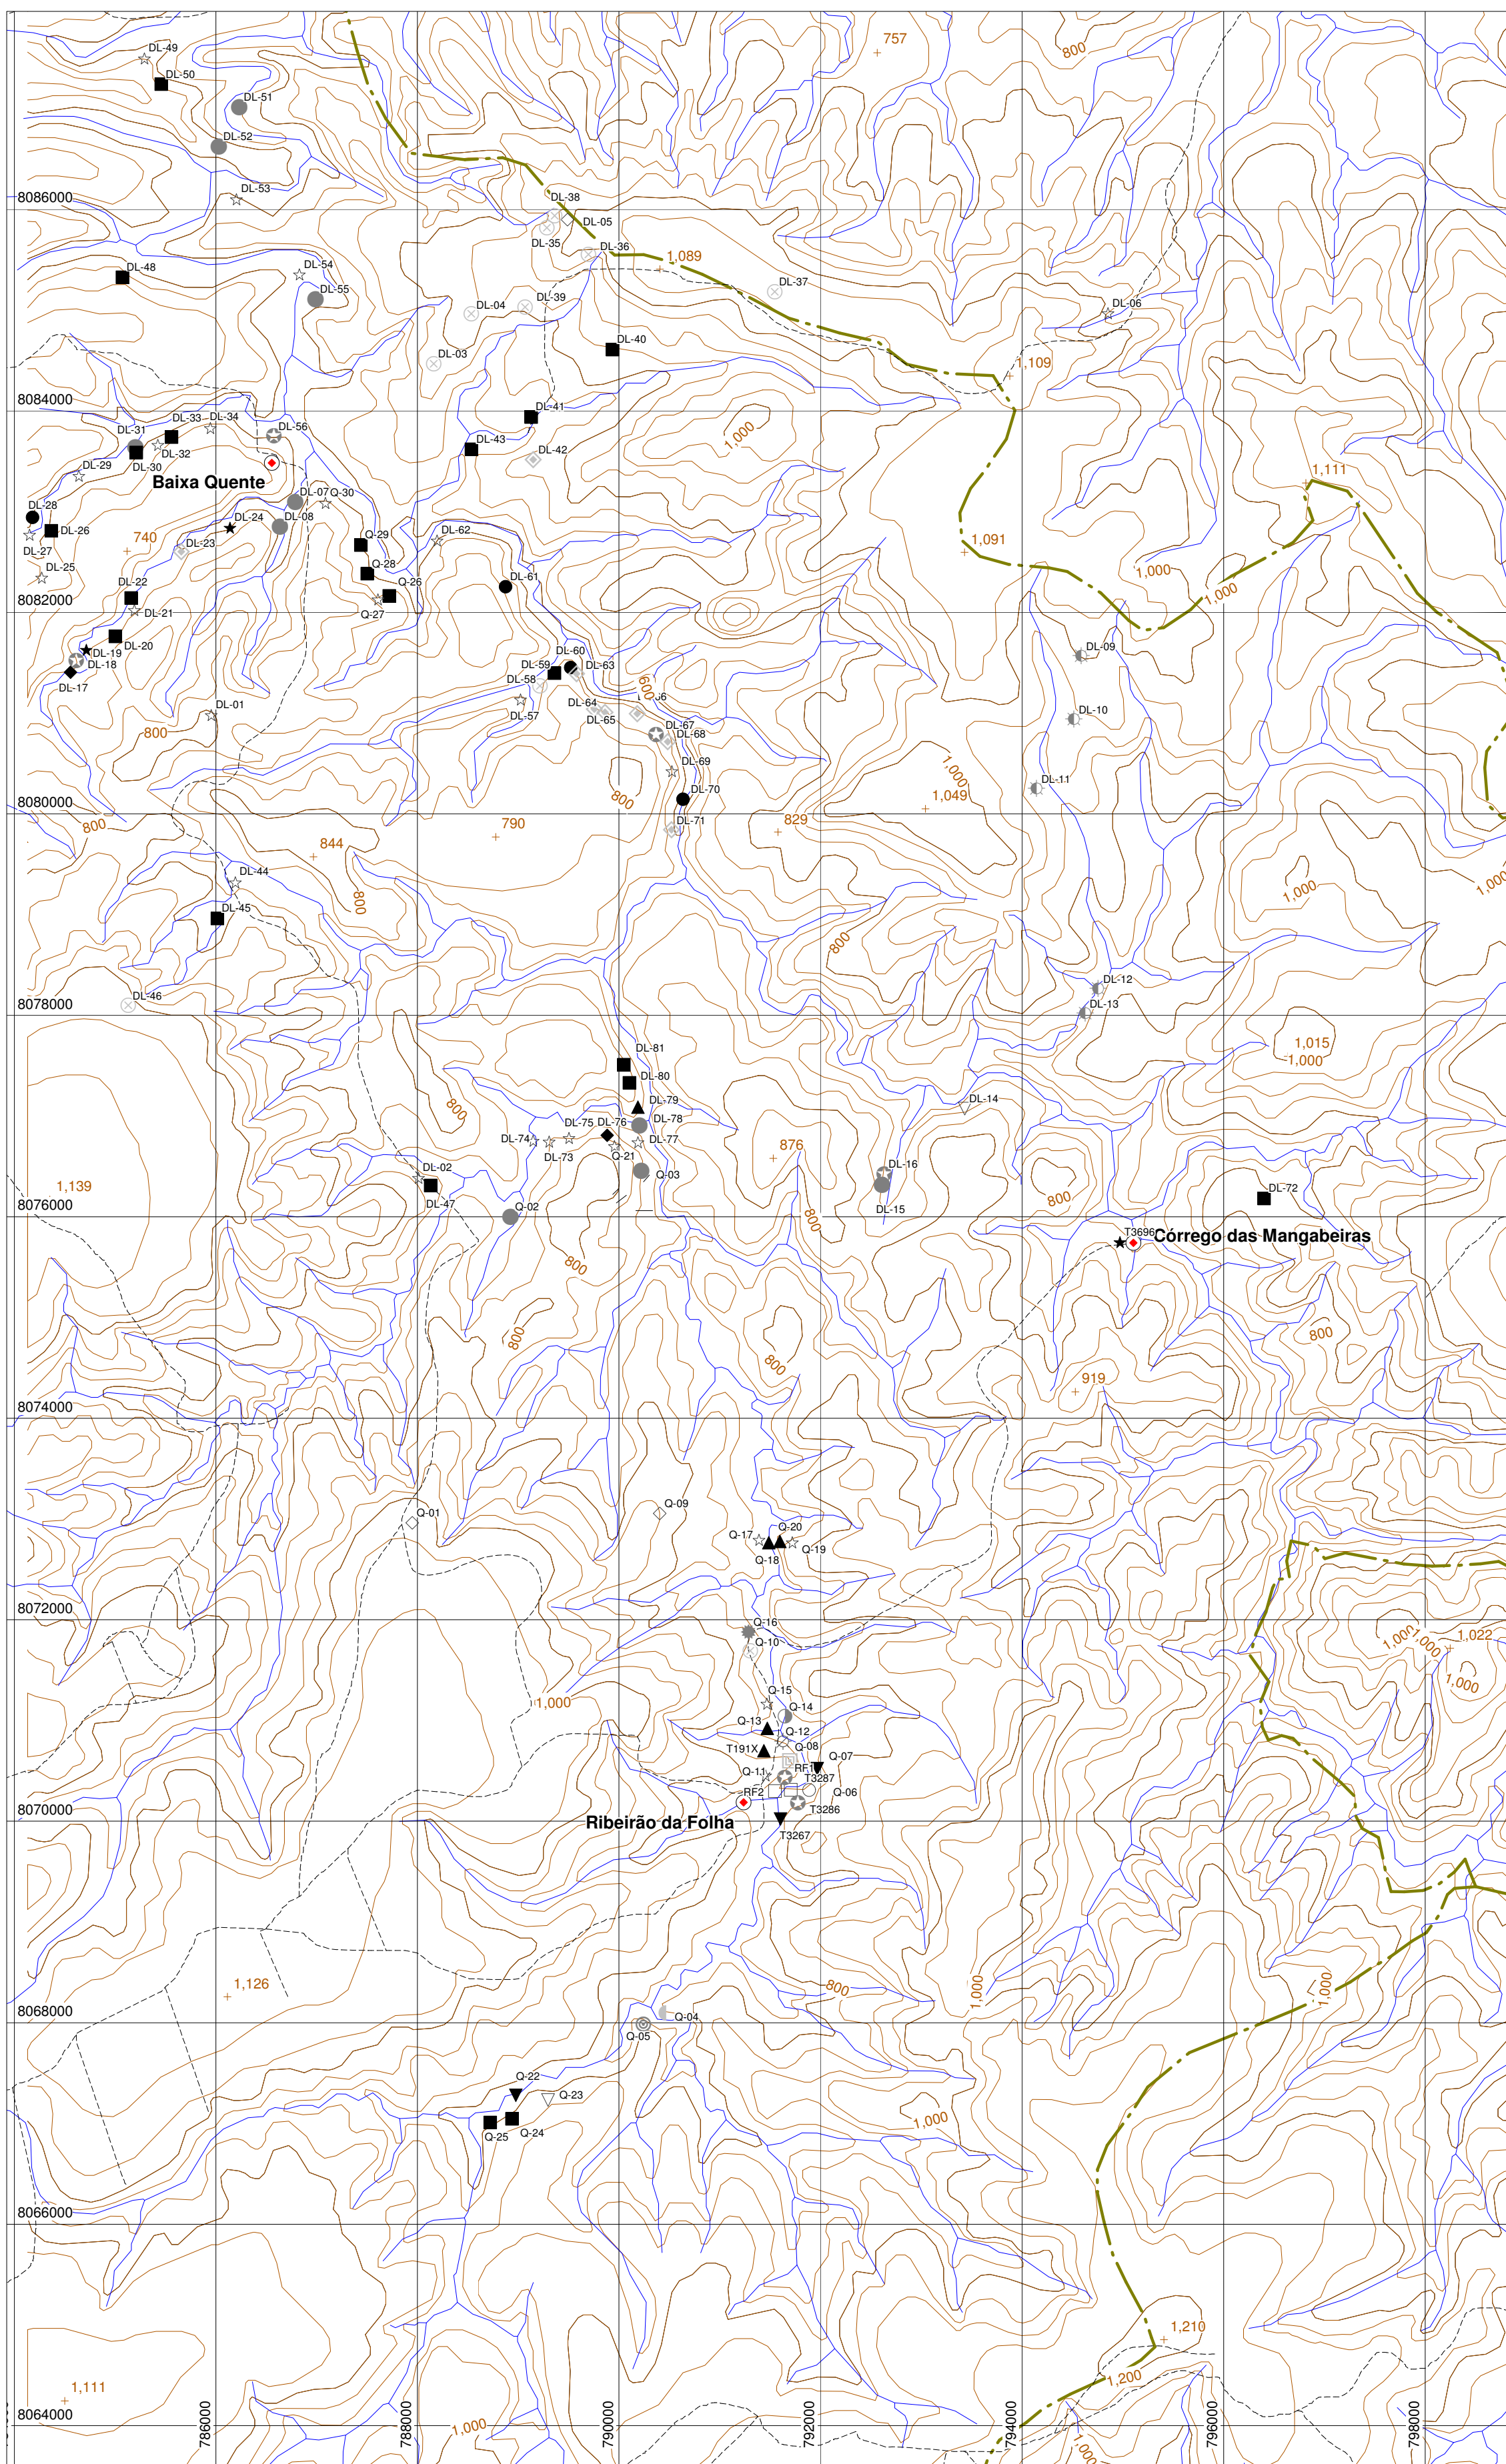 DL-49
757
800
DL-50
DL-51
DL-52
DL-53
8086000
DL-38
DL-05
DL-35
DL-36
1,089
DL-54
DL-48
DL-55
DL-37
DL-39
DL-04
DL-06
DL-40
DL-03
1,109
8084000
DL-41
DL-33
DL-34
DL-56
DL-31
1,000
DL-43
DL-42
DL-32
DL-30
DL-29
1,111
Baixa Quente
DL-28
DL-07
Q-30
DL-24
DL-08
DL-26
740
DL-62
Q-29
1,091
DL-27
DL-23
Q-28
DL-25
1,000
DL-22
Q-26
DL-61
1,000
8082000
DL-21
Q-27
DL-20
DL-19
DL-60
DL-09
DL-18
DL-59
DL-63
DL-17
DL-58
600
DL-01
DL-64
DL-57
DL-65
DL-10
DL-67
800
DL-68
DL-69
1,000
DL-11
DL-70
800
1,049
8080000
800
790
DL-71
829
844
DL-44
1,000
1,000
800
DL-45
800
DL-12
DL-46
8078000
DL-13
1,015
1,000
DL-81
DL-80
DL-14
800
DL-79
DL-75
DL-76
DL-78
DL-74
DL-77
876
DL-73
Q-21
DL-16
DL-02
Q-03
1,139
DL-72
800
DL-47
Q-02
8076000
DL-15
800
T3696
Córrego das Mangabeiras
800
800
800
800
919
8074000
Q-09
Q-01
Q-20
Q-17
Q-19
Q-18
8072000
Q-16
1,000
1,000
1,022
Q-10
1,000
Q-15
1,000
Q-14
Q-13
Q-12
T191X
Q-08
Q-07
RF1
Q-11
T3287
RF2
Q-06
8070000
T3286
Ribeirão da Folha
T3267
1,126
800
1,000
1,000
8068000
Q-04
Q-05
Q-22
Q-23
1,000
Q-24
Q-25
8066000
1,210
1,200
1,111
8064000
786000
788000
790000
792000
794000
796000
798000
1,000
1,000